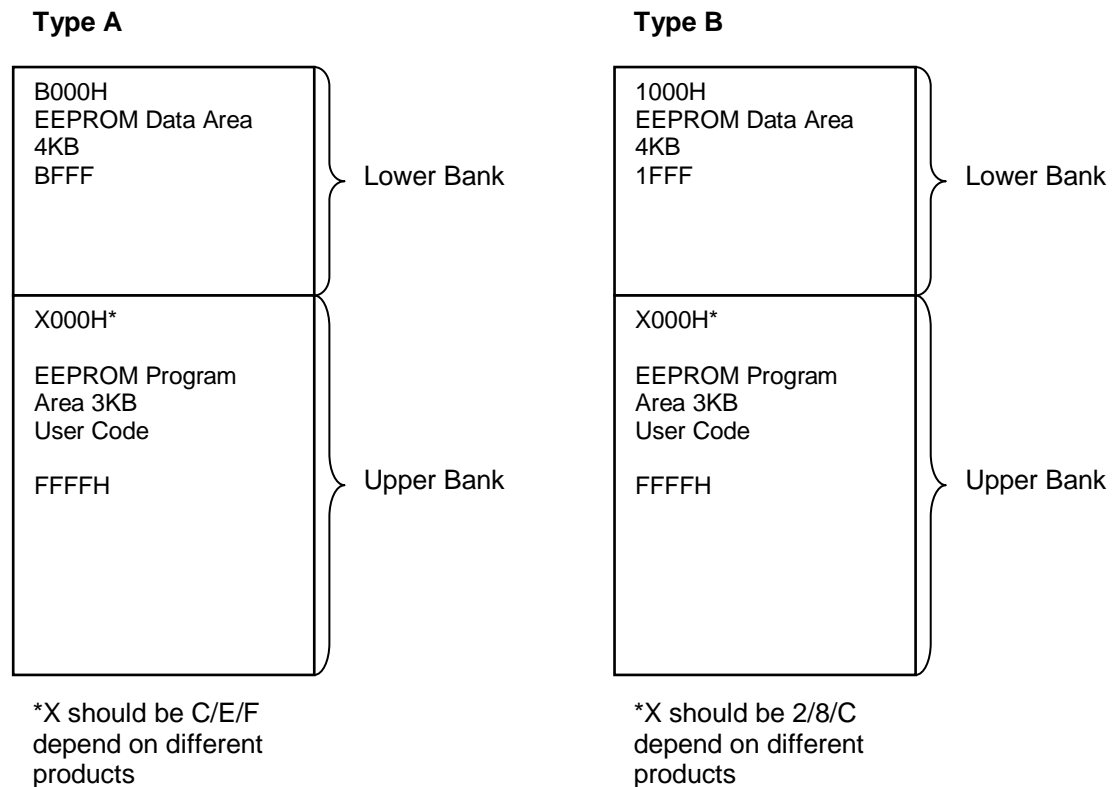 Type A
B000H
EEPROM Data Area
4KB
BFFF
Lower Bank
X000H*
EEPROM Program
Area 3KB
User Code
FFFFH
Upper Bank
*X should be C/E/F
depend on different
products
Type B
1000H
EEPROM Data Area
4KB
1FFF
Lower Bank
X000H*
EEPROM Program
Area 3KB
User Code
FFFFH
Upper Bank
*X should be 2/8/C
depend on different
products